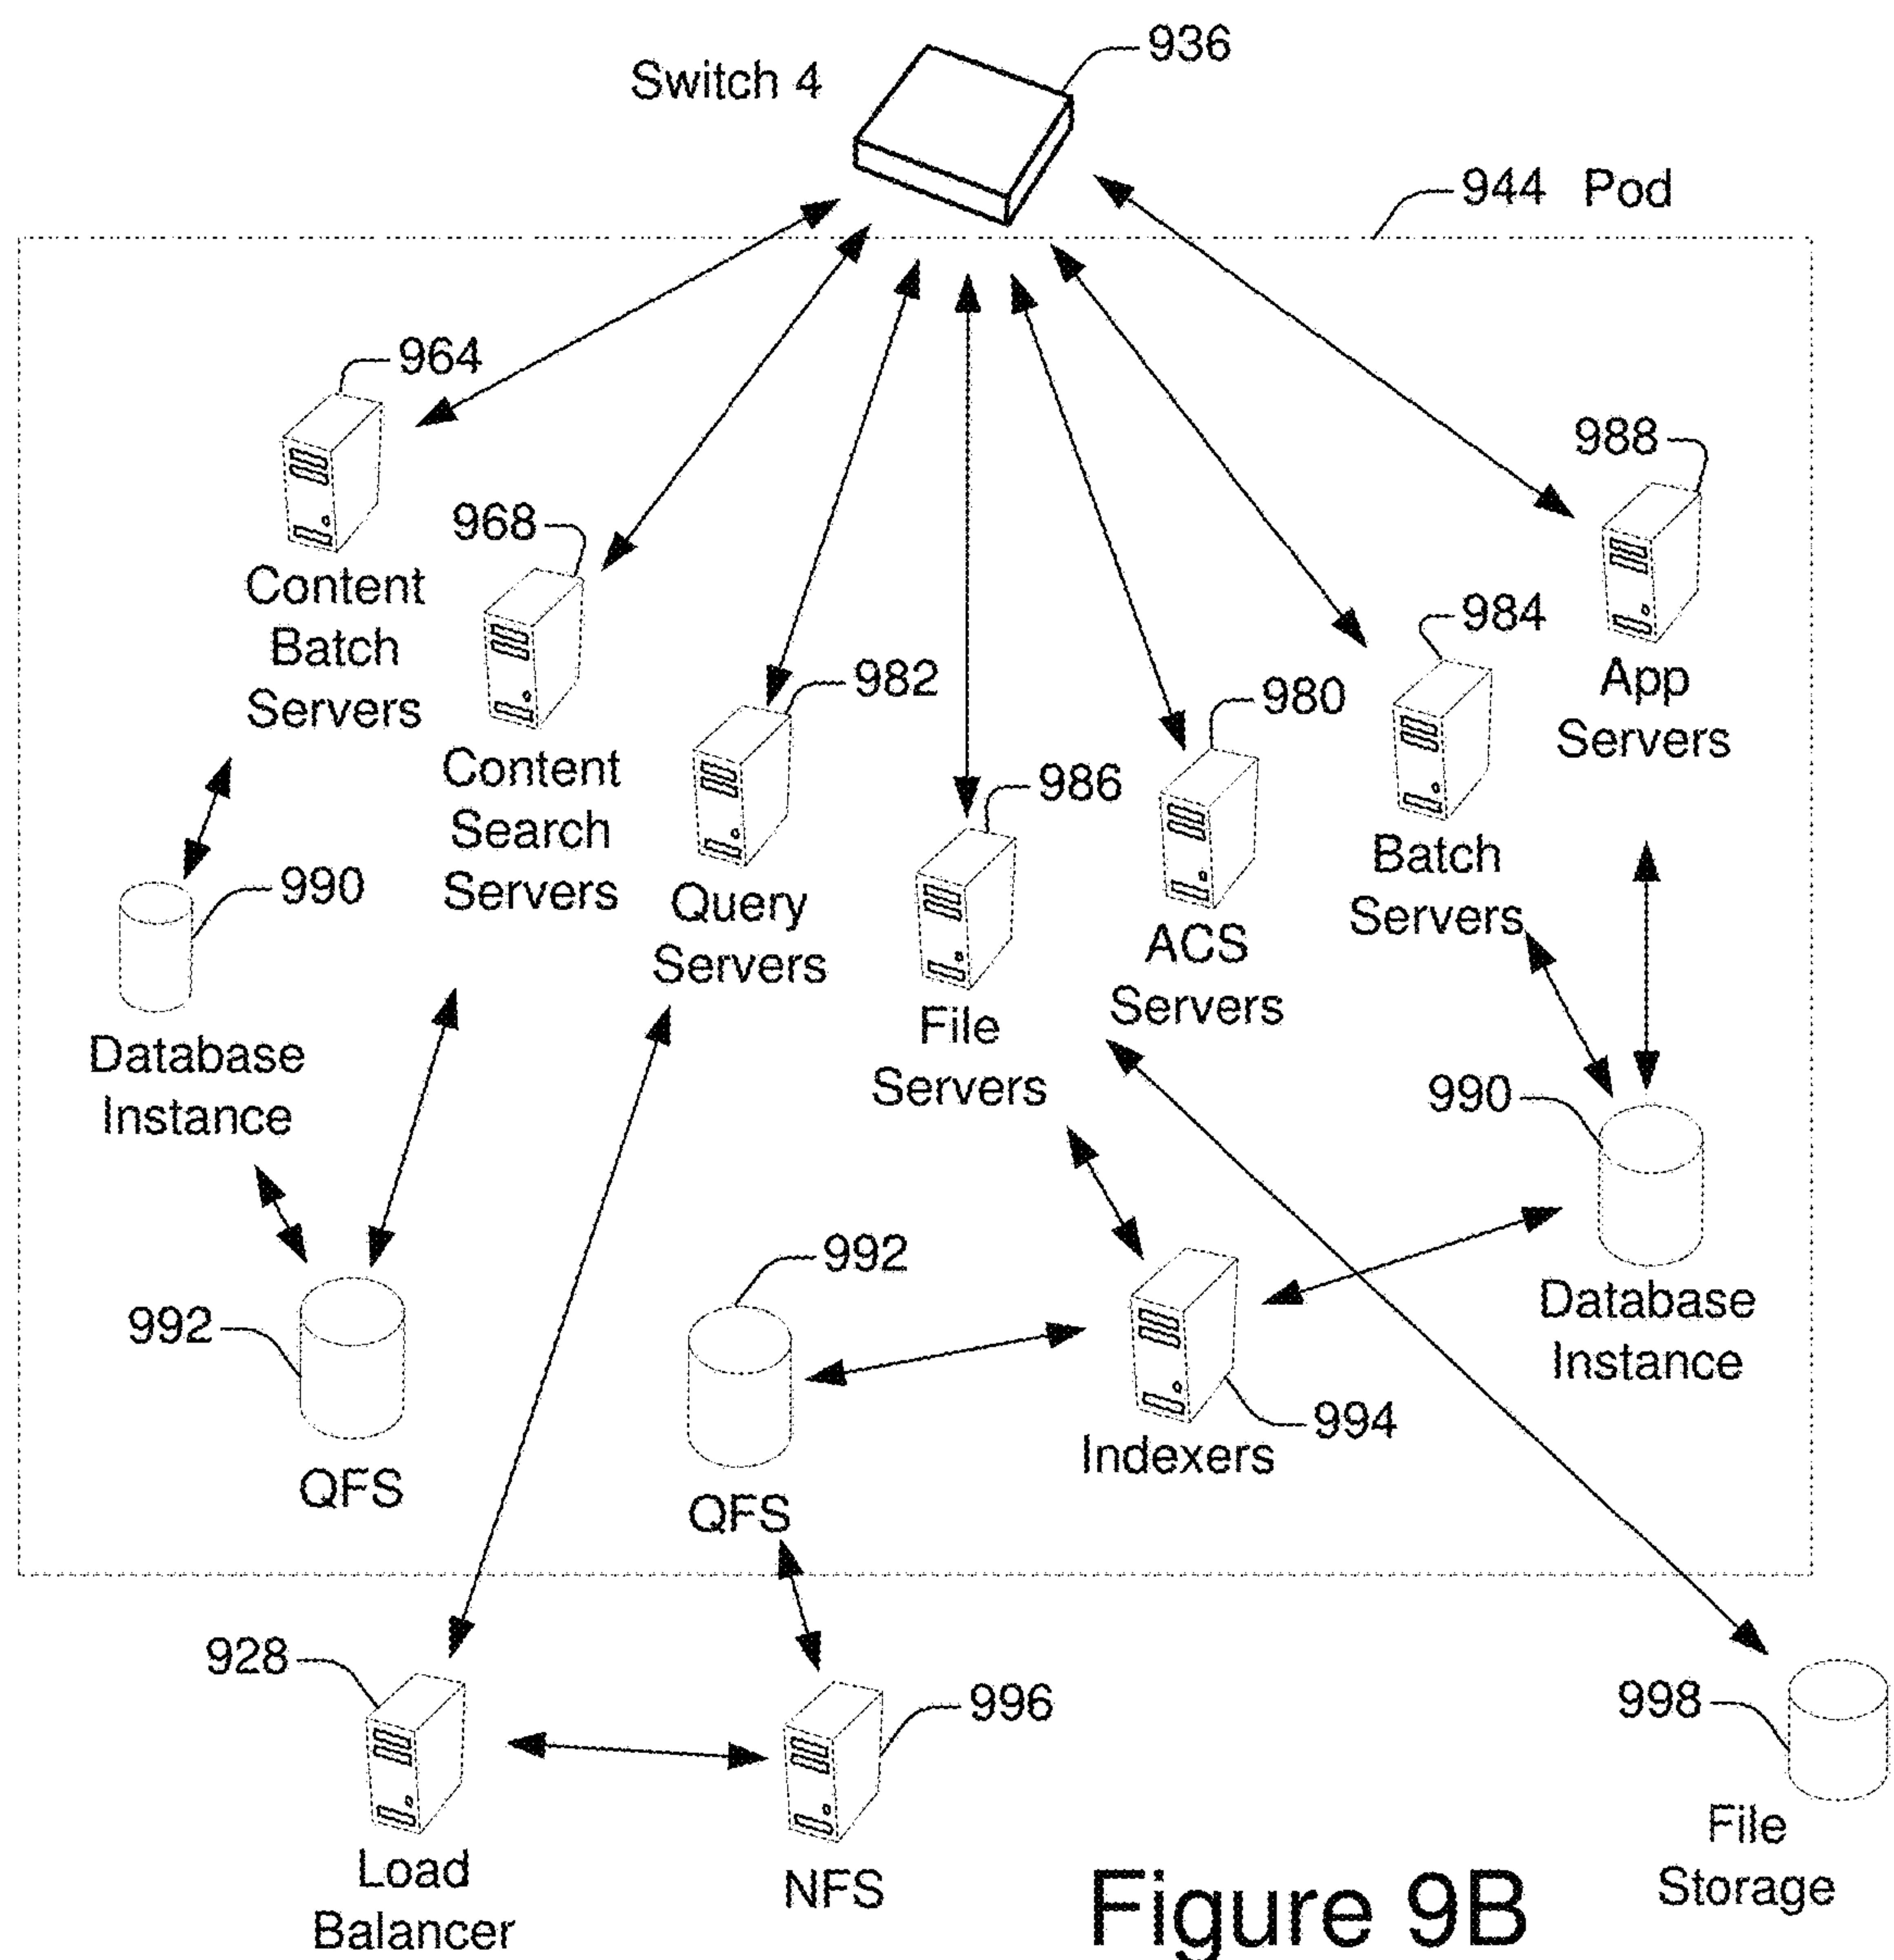 936
Switch 4
944 Pod
964
Content
Batch
Servers
968
Content
Search
Servers
982
Query
Servers
986
File
Servers
980
ACS
Servers
984
Batch
Servers
988
App
Servers
990
Database
Instance
990
Database
Instance
992
QFS
992
QFS
994
Indexers
928
Load
Balancer
996
NFS
998
File
Storage
Figure 9B